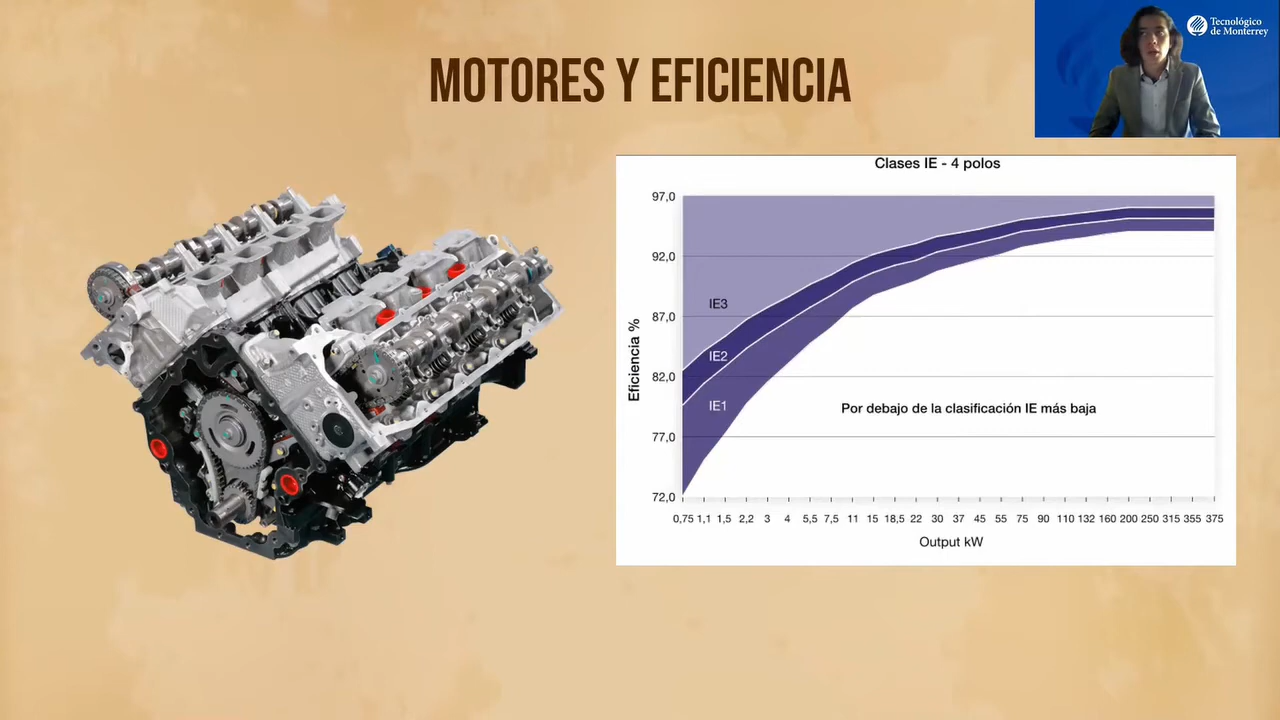 MOTORES Y EFICIENCIA
Tecnológico
de Monterrey
Clases IE - 4 polos
97,0
92,0
87,0
82,0
77,0
72,0
Eficiencia %
IE3
IE2
IE1
Por debajo de la clasificación IE más baja
0,75 1,1 1,5 2,2 3 4 5,5 7,5 11 15 18,5 22 30 37 45 55 75 90 110 132 160 200 250 315 355 375
Output kW